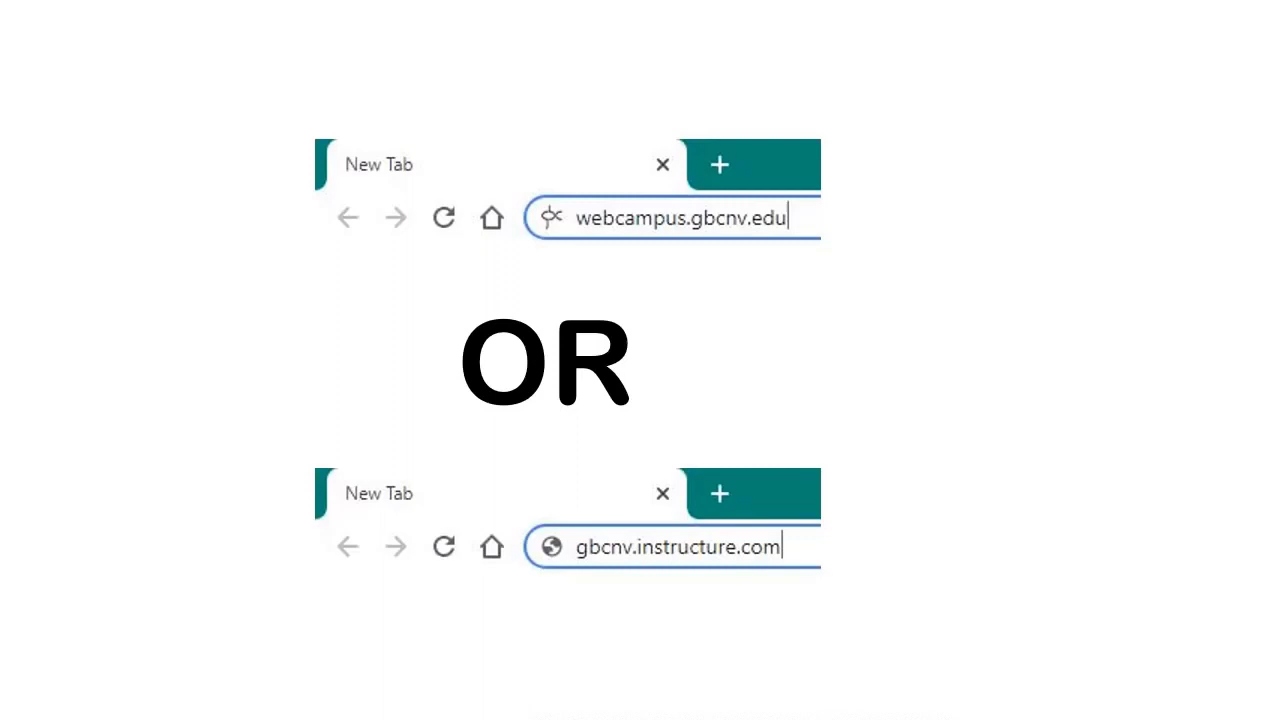 New Tab
webcampus.gbcnv.edu
OR
New Tab
gbcnv.instructure.com